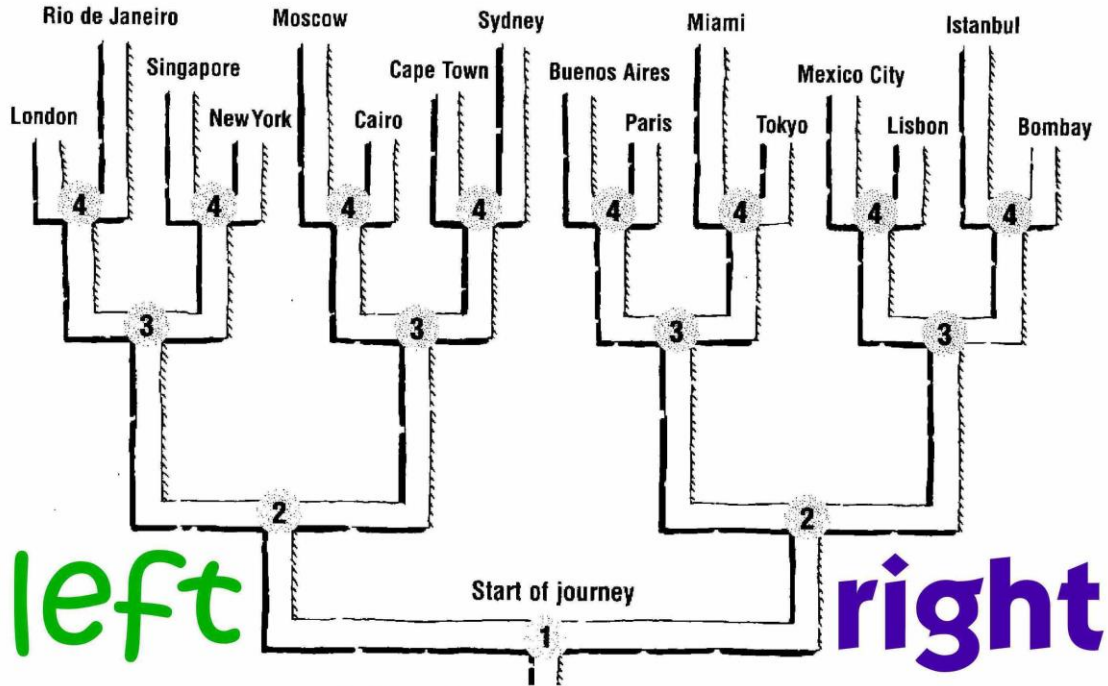 Rio de Janeiro
Moscow
Sydney
Miami
Istanbul
Singapore
Cape Town
Buenos Aires
Mexico City
London
New York
Cairo
Paris
Tokyo
Lisbon
Bombay
4 4 4 4 4 4 4 4
3 3 3 3
2 2
left
Start of journey
right
1